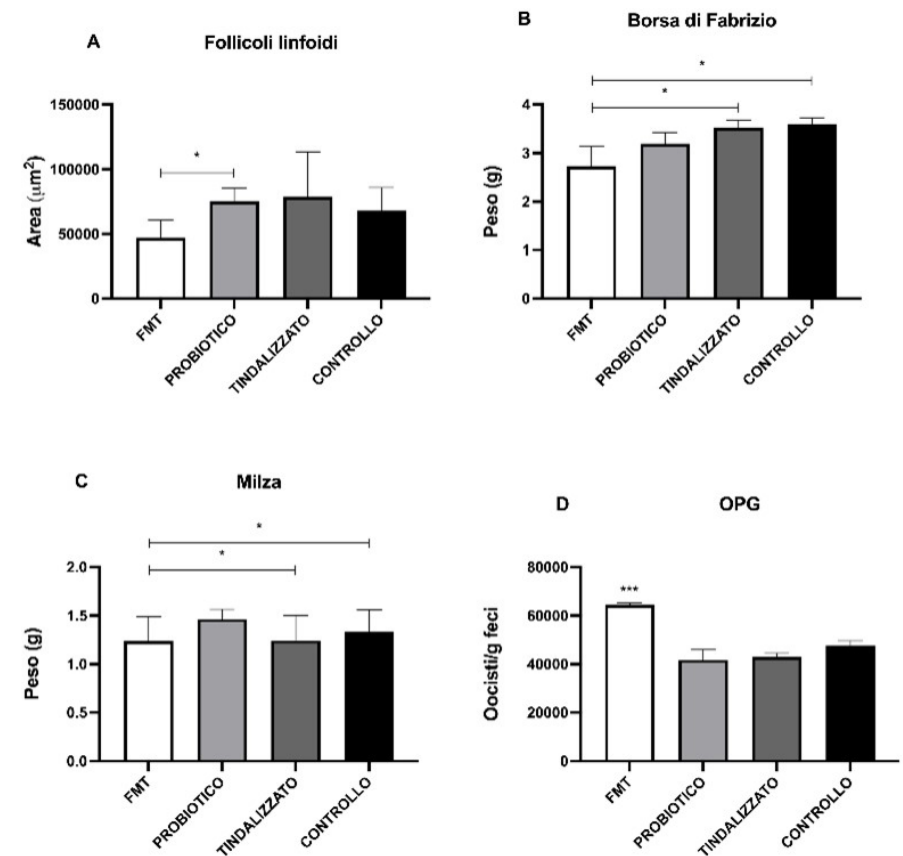 A
Follicoli linfoidi
Area (μm²)
150000
100000
50000
0
*
FMT
PROBIOTICO
TINDALIZZATO
CONTROLLO
B
Borsa di Fabrizio
Peso (g)
4
3
2
1
0
*
*
FMT
PROBIOTICO
TINDALIZZATO
CONTROLLO
C
Milza
Peso (g)
2.0
1.5
1.0
0.5
0.0
*
*
FMT
PROBIOTICO
TINDALIZZATO
CONTROLLO
D
OPG
Oocisti/g feci
80000
60000
40000
20000
0
***
FMT
PROBIOTICO
TINDALIZZATO
CONTROLLO